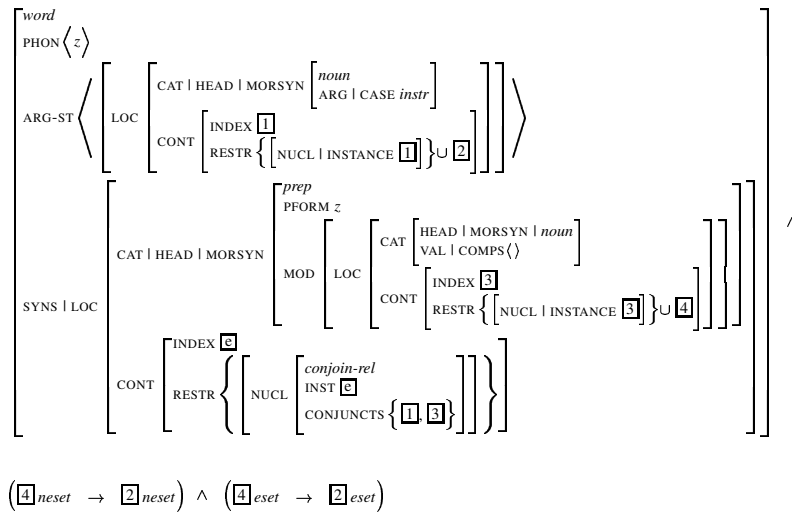 word
PHON ⟨ z ⟩
ARG-ST ⟨ [ LOC [ CAT | HEAD | MORSYN [ noun
ARG | CASE instr ]
CONT [ INDEX 1
RESTR { [ NUCL | INSTANCE 1 ] } ∪ 2 ] ] ] ⟩
prep
PFORM z
CAT | HEAD | MORSYN
MOD [ LOC [ CAT [ HEAD | MORSYN | noun
VAL | COMPS ⟨⟩ ]
CONT [ INDEX 3
RESTR { [ NUCL | INSTANCE 3 ] } ∪ 4 ] ] ]
SYNS | LOC
CONT [ INDEX e
RESTR { [ NUCL [ conjoin-rel
INST e
CONJUNCTS { 1, 3 } ] ] } ]
∧
( 4 neset → 2 neset ) ∧ ( 4 eset → 2 eset )